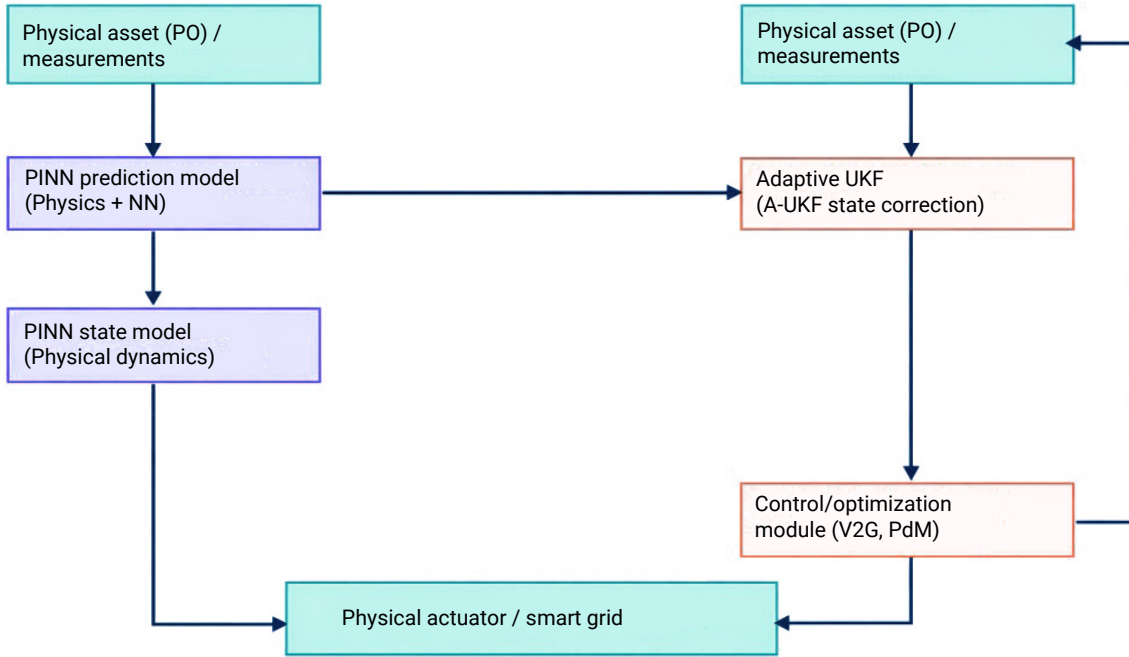 Physical asset (PO) /
measurements
Physical asset (PO) /
measurements
PINN prediction model
(Physics + NN)
Adaptive UKF
(A-UKF state correction)
PINN state model
(Physical dynamics)
Control/optimization
module (V2G, PdM)
Physical actuator / smart grid